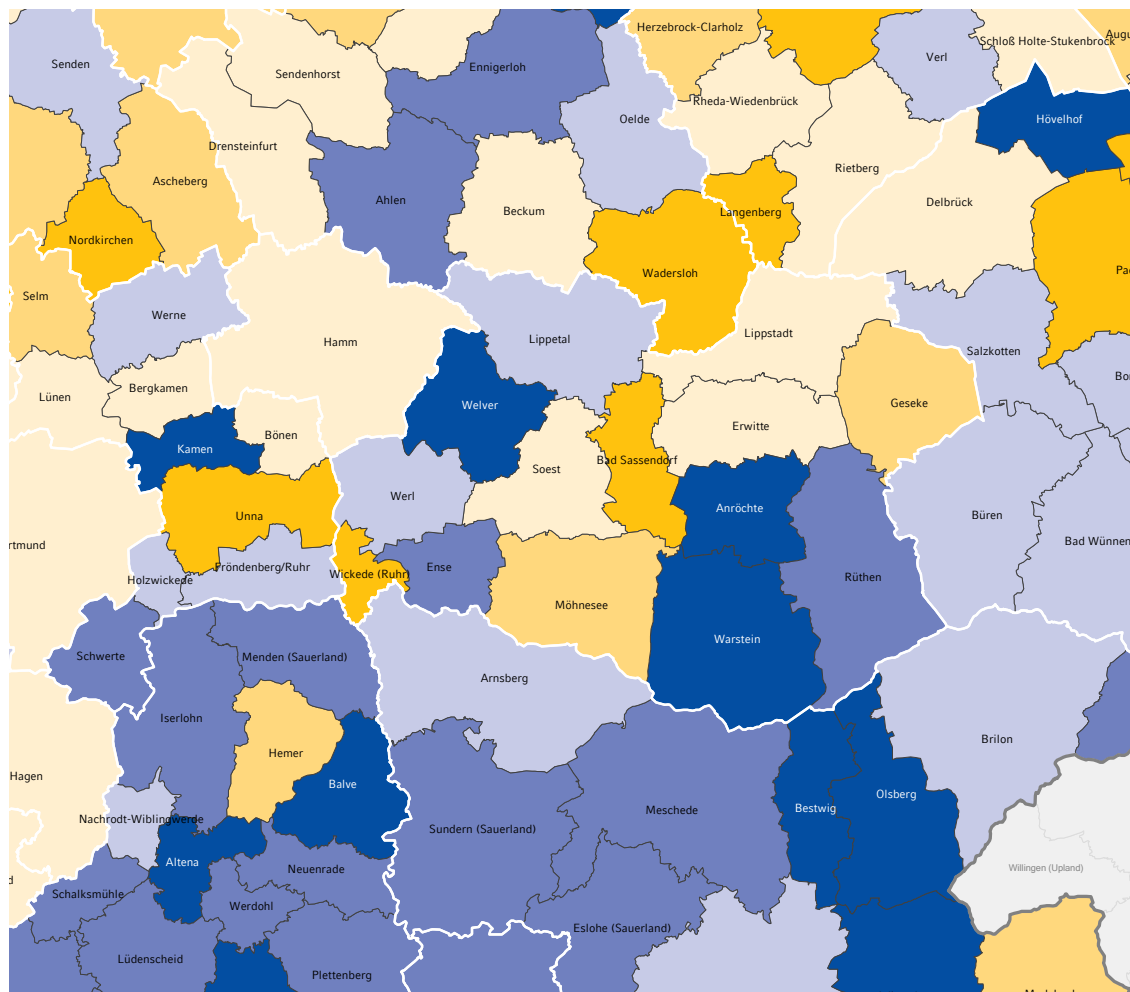 Herzebrock-Clarholz
Augu
Schloß Holte-Stukenbrock
Verl
Senden
Ennigerloh
Sendenhorst
Rheda-Wiedenbrück
Oelde
Hövelhof
Drensteinfurt
Rietberg
Ascheberg
Ahlen
Delbrück
Beckum
Langenberg
Nordkirchen
Wadersloh
Pa
Selm
Werne
Lippstadt
Lippetal
Hamm
Salzkotten
Bo
Bergkamen
Lünen
Geseke
Welver
Erwitte
Bönen
Kamen
Bad Sassendorf
Soest
Werl
Anröchte
Unna
Büren
Bad Wünnen
rtmund
Fröndenberg/Ruhr
Ense
Wickede (Ruhr)
Holzwickede
Rüthen
Möhnesee
Warstein
Schwerte
Menden (Sauerland)
Arnsberg
Iserlohn
Brilon
Hemer
Hagen
Balve
Olsberg
Bestwig
Meschede
Nachrodt-Wiblingwerde
Sundern (Sauerland)
Altena
Neuenrade
Willingen (Upland)
d
Schalksmühle
Werdohl
Eslohe (Sauerland)
Lüdenscheid
Plettenberg